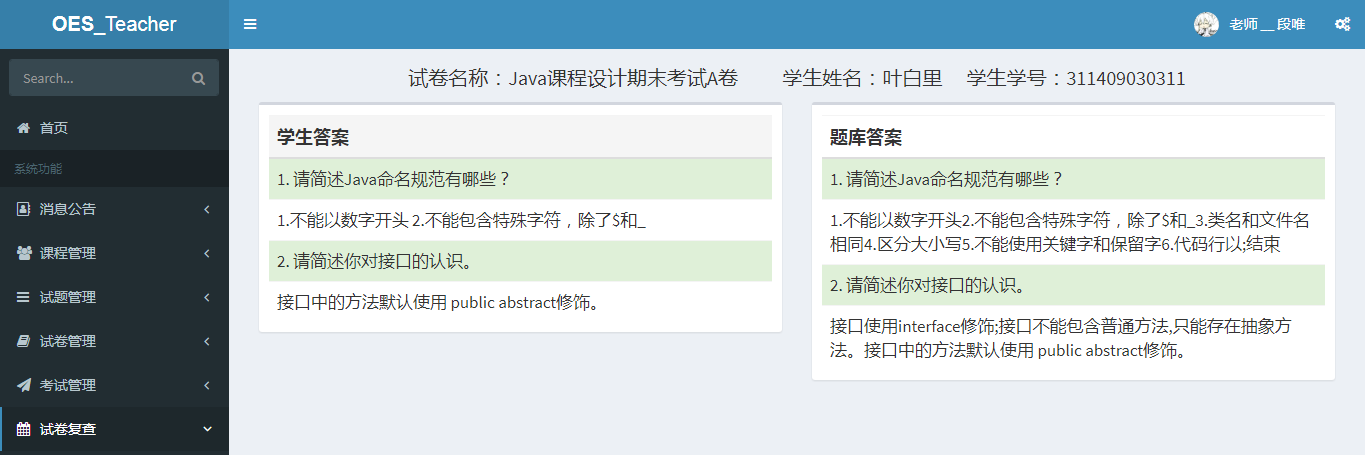 OES_Teacher
老师__段唯
Search...
首页
系统功能
消息公告
课程管理
试题管理
试卷管理
考试管理
试卷复查
试卷名称：Java课程设计期末考试A卷 学生姓名：叶白里 学生学号：311409030311
学生答案
1. 请简述Java命名规范有哪些？
1.不能以数字开头 2.不能包含特殊字符，除了$和_
2. 请简述你对接口的认识。
接口中的方法默认使用 public abstract修饰。
题库答案
1. 请简述Java命名规范有哪些？
1.不能以数字开头2.不能包含特殊字符，除了$和_3.类名和文件名
相同4.区分大小写5.不能使用关键字和保留字6.代码行以;结束
2. 请简述你对接口的认识。
接口使用interface修饰;接口不能包含普通方法,只能存在抽象方
法。接口中的方法默认使用 public abstract修饰。